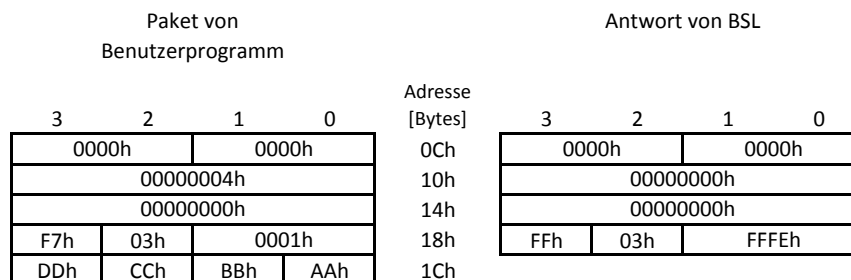 Paket von
Benutzerprogramm
Antwort von BSL
Adresse
3 2 1 0 [Bytes] 3 2 1 0
0000h 0000h 0Ch 0000h 0000h
00000004h 10h 00000000h
00000000h 14h 00000000h
F7h 03h 0001h 18h FFh 03h FFFEh
DDh CCh BBh AAh 1Ch